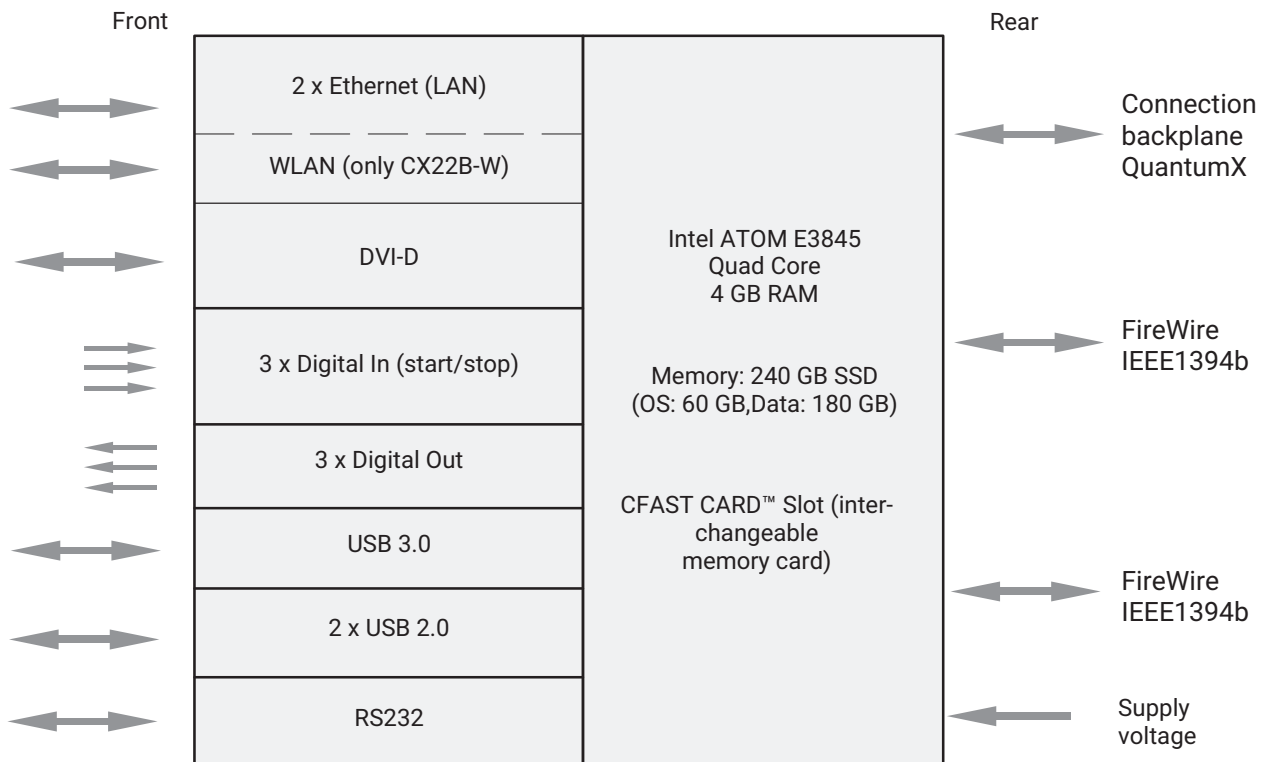 Front
Rear
2 x Ethernet (LAN)
WLAN (only CX22B-W)
DVI-D
3 x Digital In (start/stop)
3 x Digital Out
USB 3.0
2 x USB 2.0
RS232
Intel ATOM E3845
Quad Core
4 GB RAM
Memory: 240 GB SSD
(OS: 60 GB,Data: 180 GB)
CFAST CARD™ Slot (inter-
changeable
memory card)
Connection
backplane
QuantumX
FireWire
IEEE1394b
FireWire
IEEE1394b
Supply
voltage